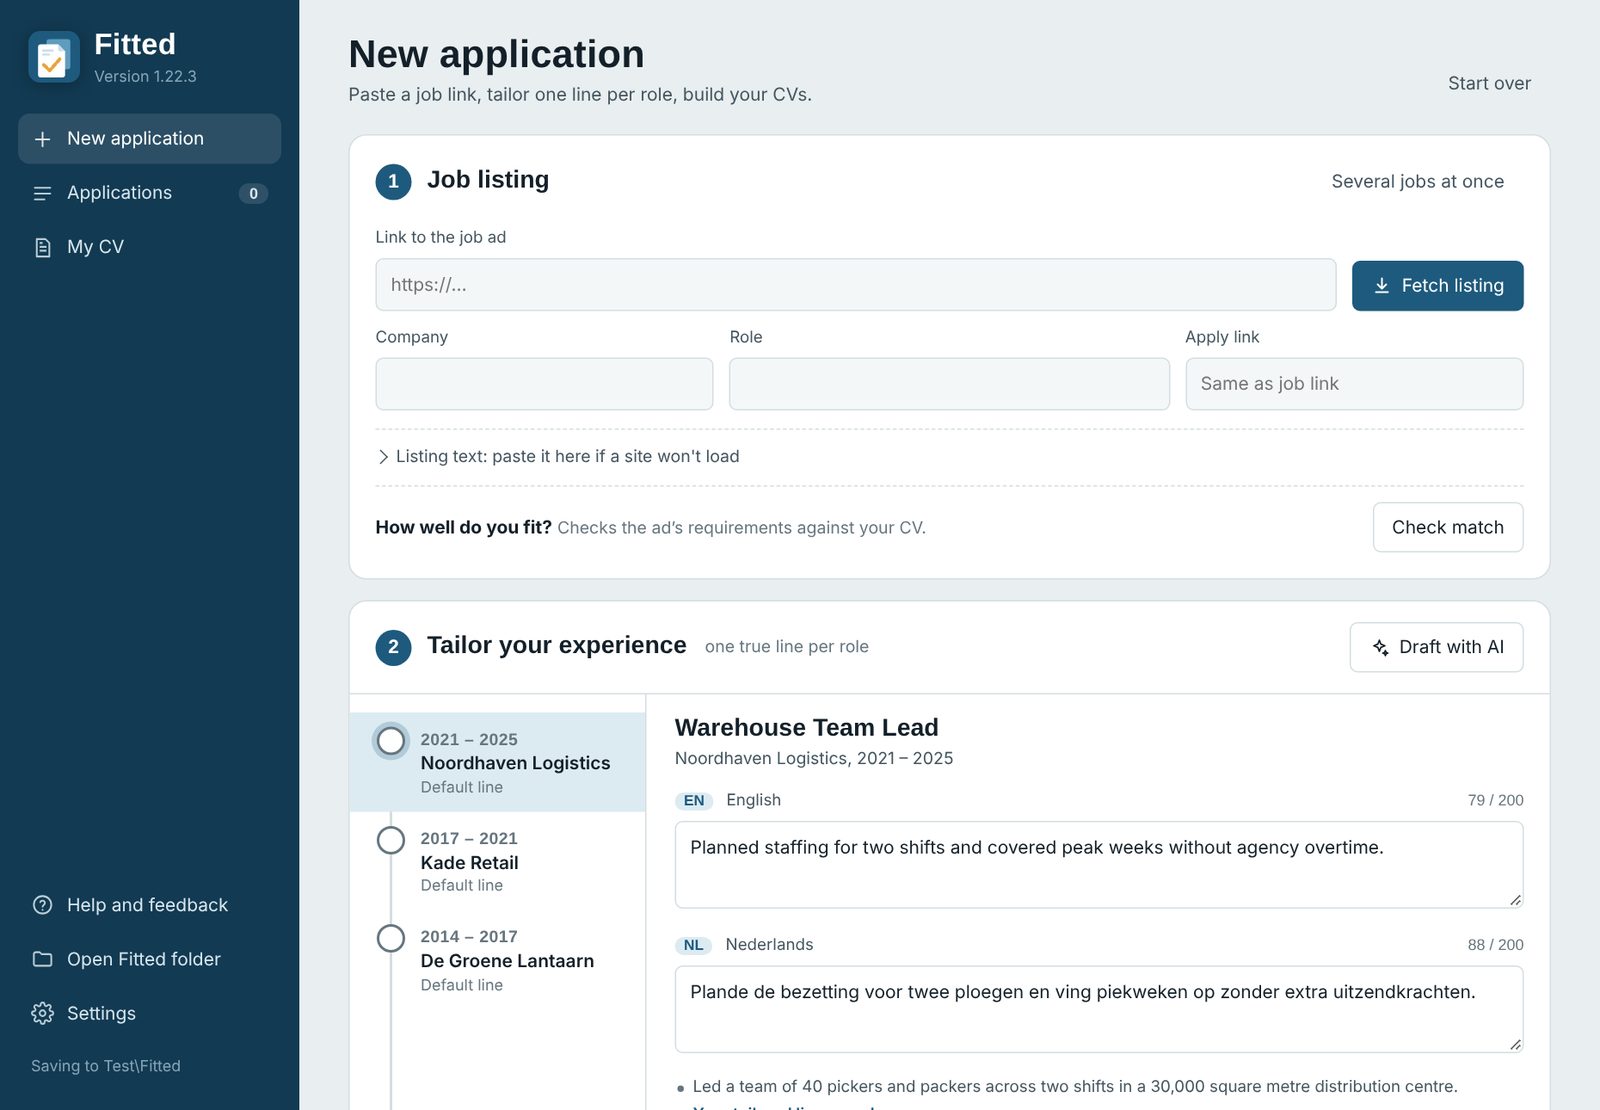 Fitted
Version 1.22.3
New application
Applications 0
My CV
Help and feedback
Open Fitted folder
Settings
Saving to Test\Fitted
New application
Paste a job link, tailor one line per role, build your CVs.
Start over
1 Job listing
Several jobs at once
Link to the job ad
https://...
Fetch listing
Company Role Apply link
Same as job link
Listing text: paste it here if a site won't load
How well do you fit? Checks the ad’s requirements against your CV.
Check match
2 Tailor your experience one true line per role
Draft with AI
2021 – 2025
Noordhaven Logistics
Default line
2017 – 2021
Kade Retail
Default line
2014 – 2017
De Groene Lantaarn
Default line
Warehouse Team Lead
Noordhaven Logistics, 2021 – 2025
EN English 79 / 200
Planned staffing for two shifts and covered peak weeks without agency overtime.
NL Nederlands 88 / 200
Plande de bezetting voor twee ploegen en ving piekweken op zonder extra uitzendkrachten.
Led a team of 40 pickers and packers across two shifts in a 30,000 square metre distribution centre.